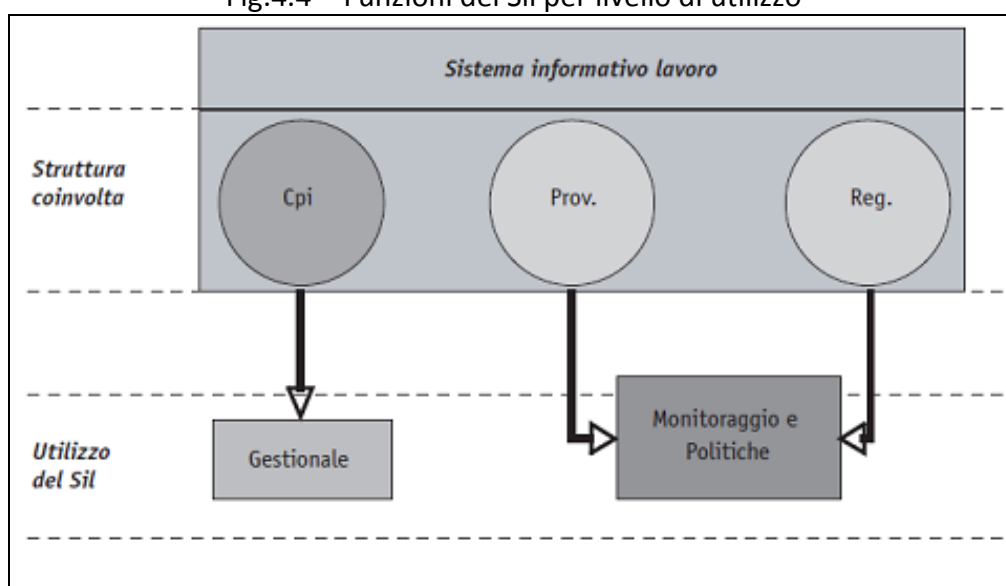 Fig.4.4 – Funzioni del Sil per livello di utilizzo
Sistema informativo lavoro
Struttura
coinvolta
Cpi
Prov.
Reg.
Utilizzo
del Sil
Gestionale
Monitoraggio e
Politiche